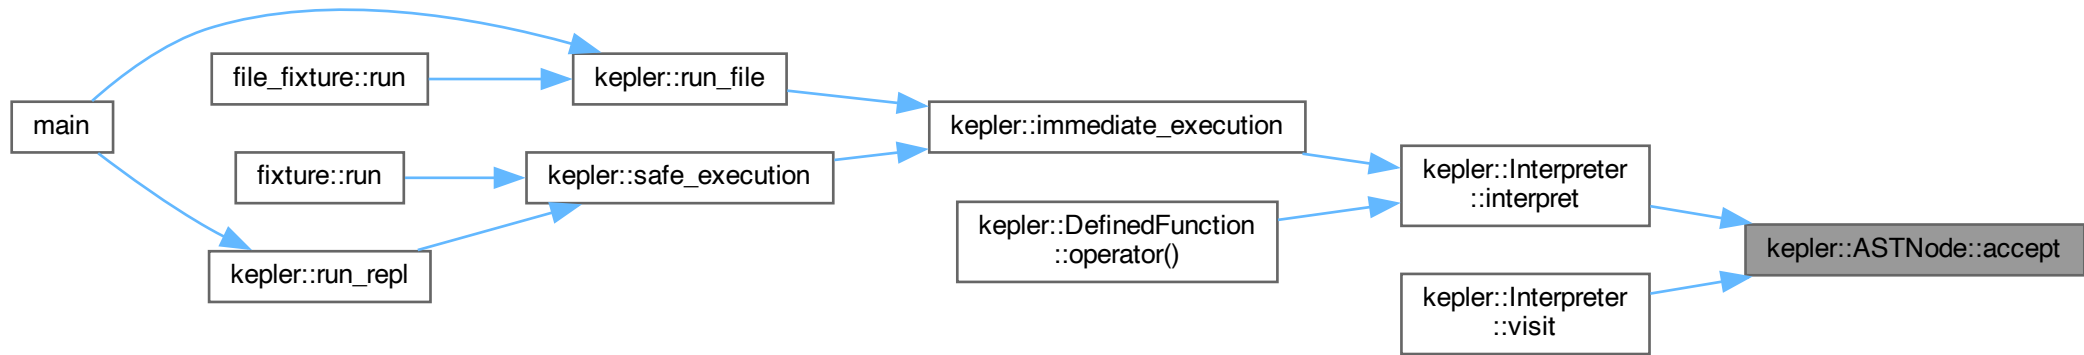 main
file_fixture::run
fixture::run
kepler::run_repl
kepler::run_file
kepler::safe_execution
kepler::immediate_execution
kepler::DefinedFunction
::operator()
kepler::Interpreter
::interpret
kepler::Interpreter
::visit
kepler::ASTNode::accept